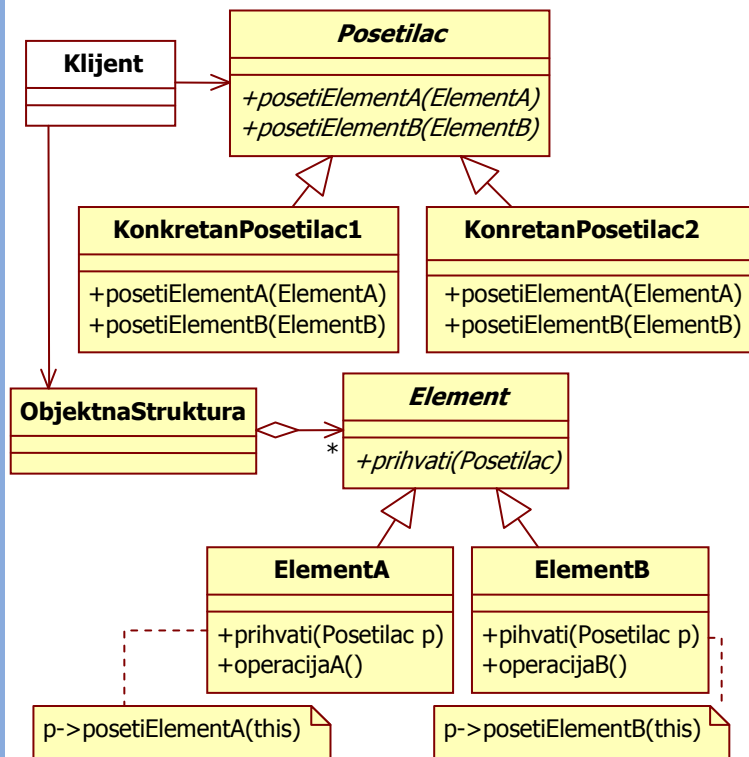 Posetilac
Klijent
+posetiElementA(ElementA)
+posetiElementB(ElementB)
KonkretanPosetilac1
KonretanPosetilac2
+posetiElementA(ElementA)
+posetiElementB(ElementB)
+posetiElementA(ElementA)
+posetiElementB(ElementB)
ObjektnaStruktura
*
Element
+prihvati(Posetilac)
ElementA
+prihvati(Posetilac p)
+operacijaA()
ElementB
+pihvati(Posetilac p)
+operacijaB()
p->posetiElementA(this)
p->posetiElementB(this)